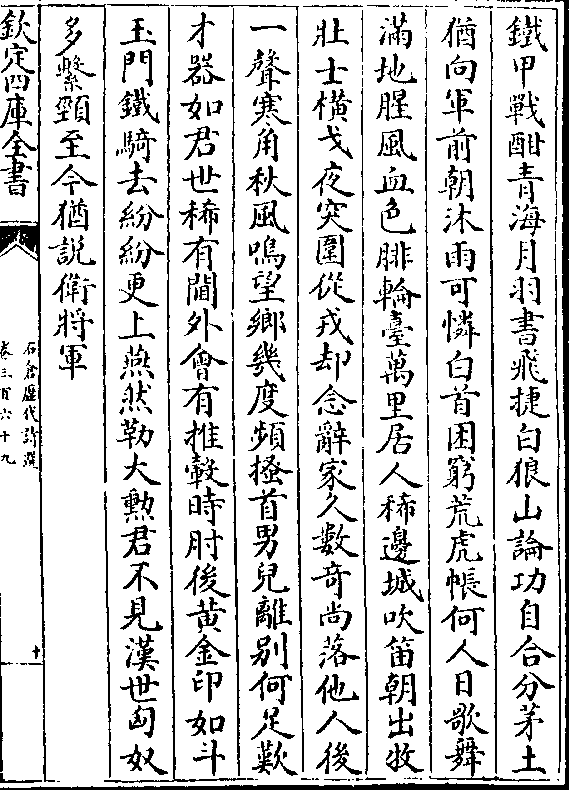 鐵甲戰酣青海月羽書飛捷白狼山論功自合分茅土
猶向軍前朝沐雨可憐白首困窮荒虎帳何人日歌舞
滿地腥風血色腓輪臺萬里居人稀邊城吹笛朝出牧
壯士橫戈夜突圍從戎却念辭家久數奇尚落他人後
一聲寒角秋風鳴望鄉幾度頻搔首男兒離别何足歎
才器如君世稀有閫外㑹有推轂時肘後黄金印如斗
玉門鐵騎去紛紛更上燕然勒大勲君不見漢世匈奴
多繫頸至今猶説衛將軍
欽定四庫全書
石倉歴代詩選
卷三百六十九
十